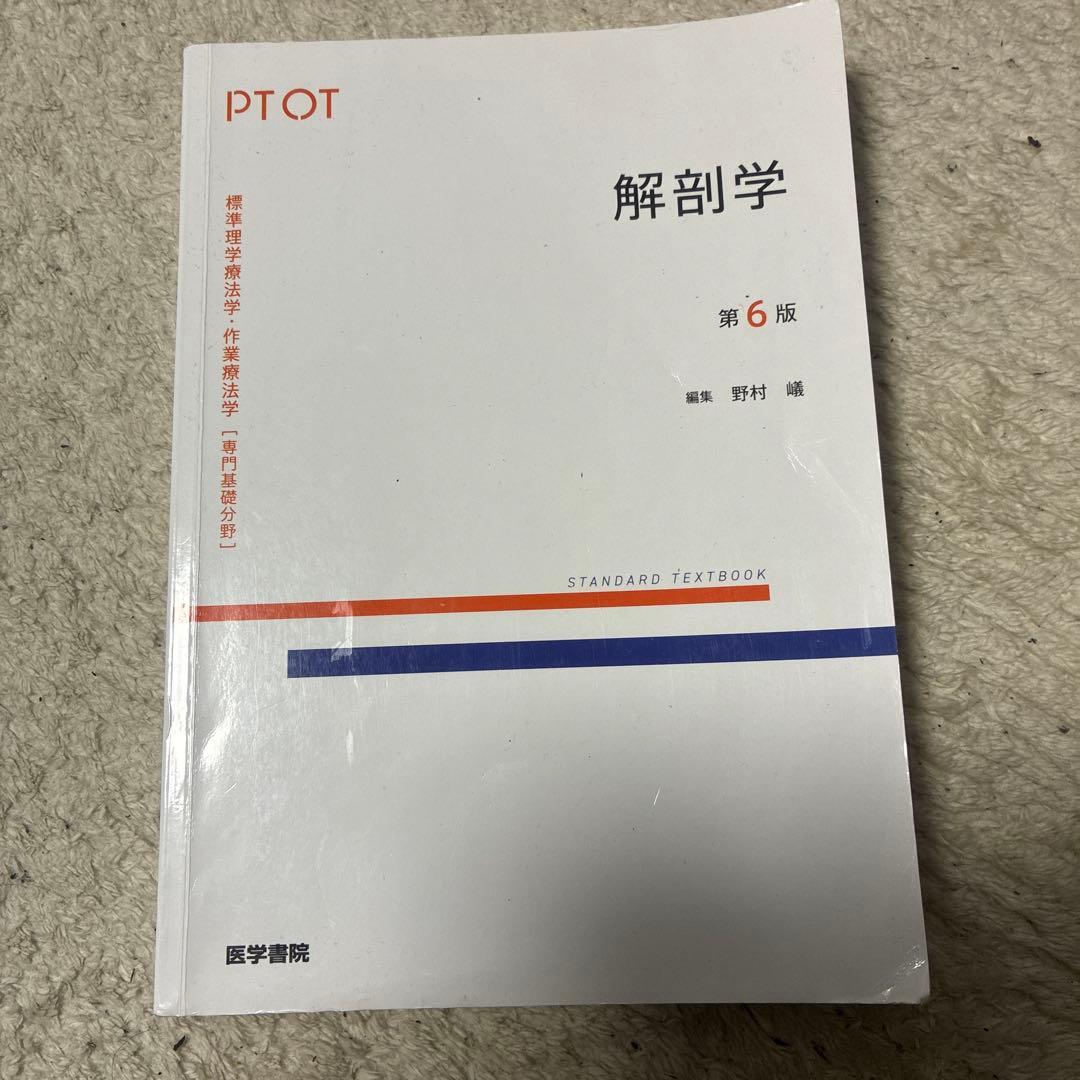 PT OT
標準理学療法学・作業療法学［専門基礎分野］
解剖学
第6版
編集 野村 嶬
STANDARD TEXTBOOK
医学書院